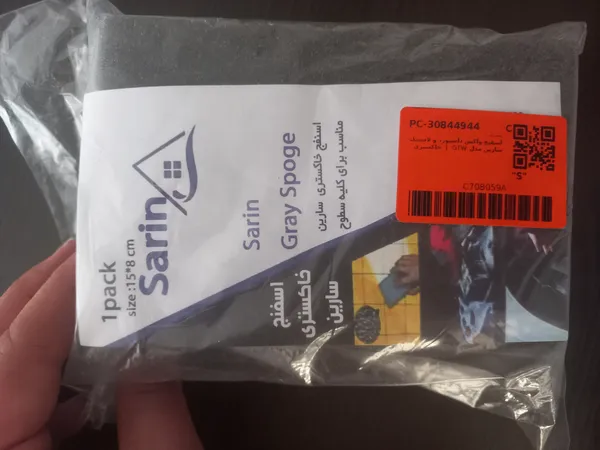 Sarin
1pack
size :15*8 cm
Sarin
Gray Spoge
اسفنج خاکستری سارین
مناسب برای کلیه سطوح
اسفنج
خاکستری
سارین
PC-30844944
C
S
C708059A